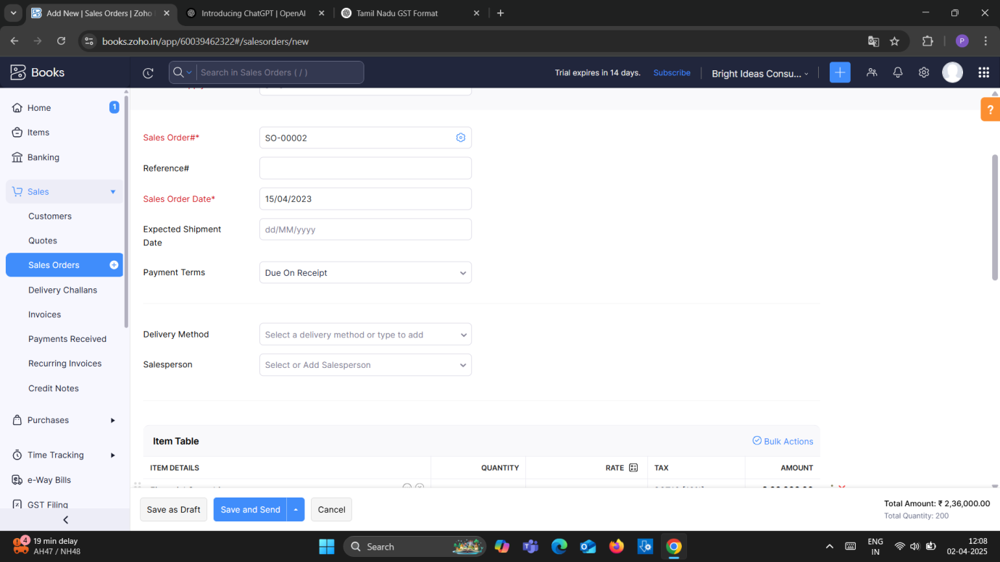 Add New | Sales Orders | Zoho
Introducing ChatGPT | OpenAI
Tamil Nadu GST Format
books.zoho.in/app/60039462322#/salesorders/new
P
Books
Search in Sales Orders ( / )
Trial expires in 14 days.
Subscribe
Bright Ideas Consu...
Home
1
Items
Banking
Sales
Customers
Quotes
Sales Orders
Delivery Challans
Invoices
Payments Received
Recurring Invoices
Credit Notes
Purchases
Time Tracking
e-Way Bills
GST Filing
?
Sales Order#*
SO-00002
Reference#
Sales Order Date*
15/04/2023
Expected Shipment
Date
dd/MM/yyyy
Payment Terms
Due On Receipt
Delivery Method
Select a delivery method or type to add
Salesperson
Select or Add Salesperson
Item Table
Bulk Actions
ITEM DETAILS
QUANTITY
RATE
TAX
AMOUNT
Save as Draft
Save and Send
Cancel
Total Amount: ₹ 2,36,000.00
Total Quantity: 200
4
19 min delay
AH47 / NH48
Search
ENG
IN
12:08
02-04-2025